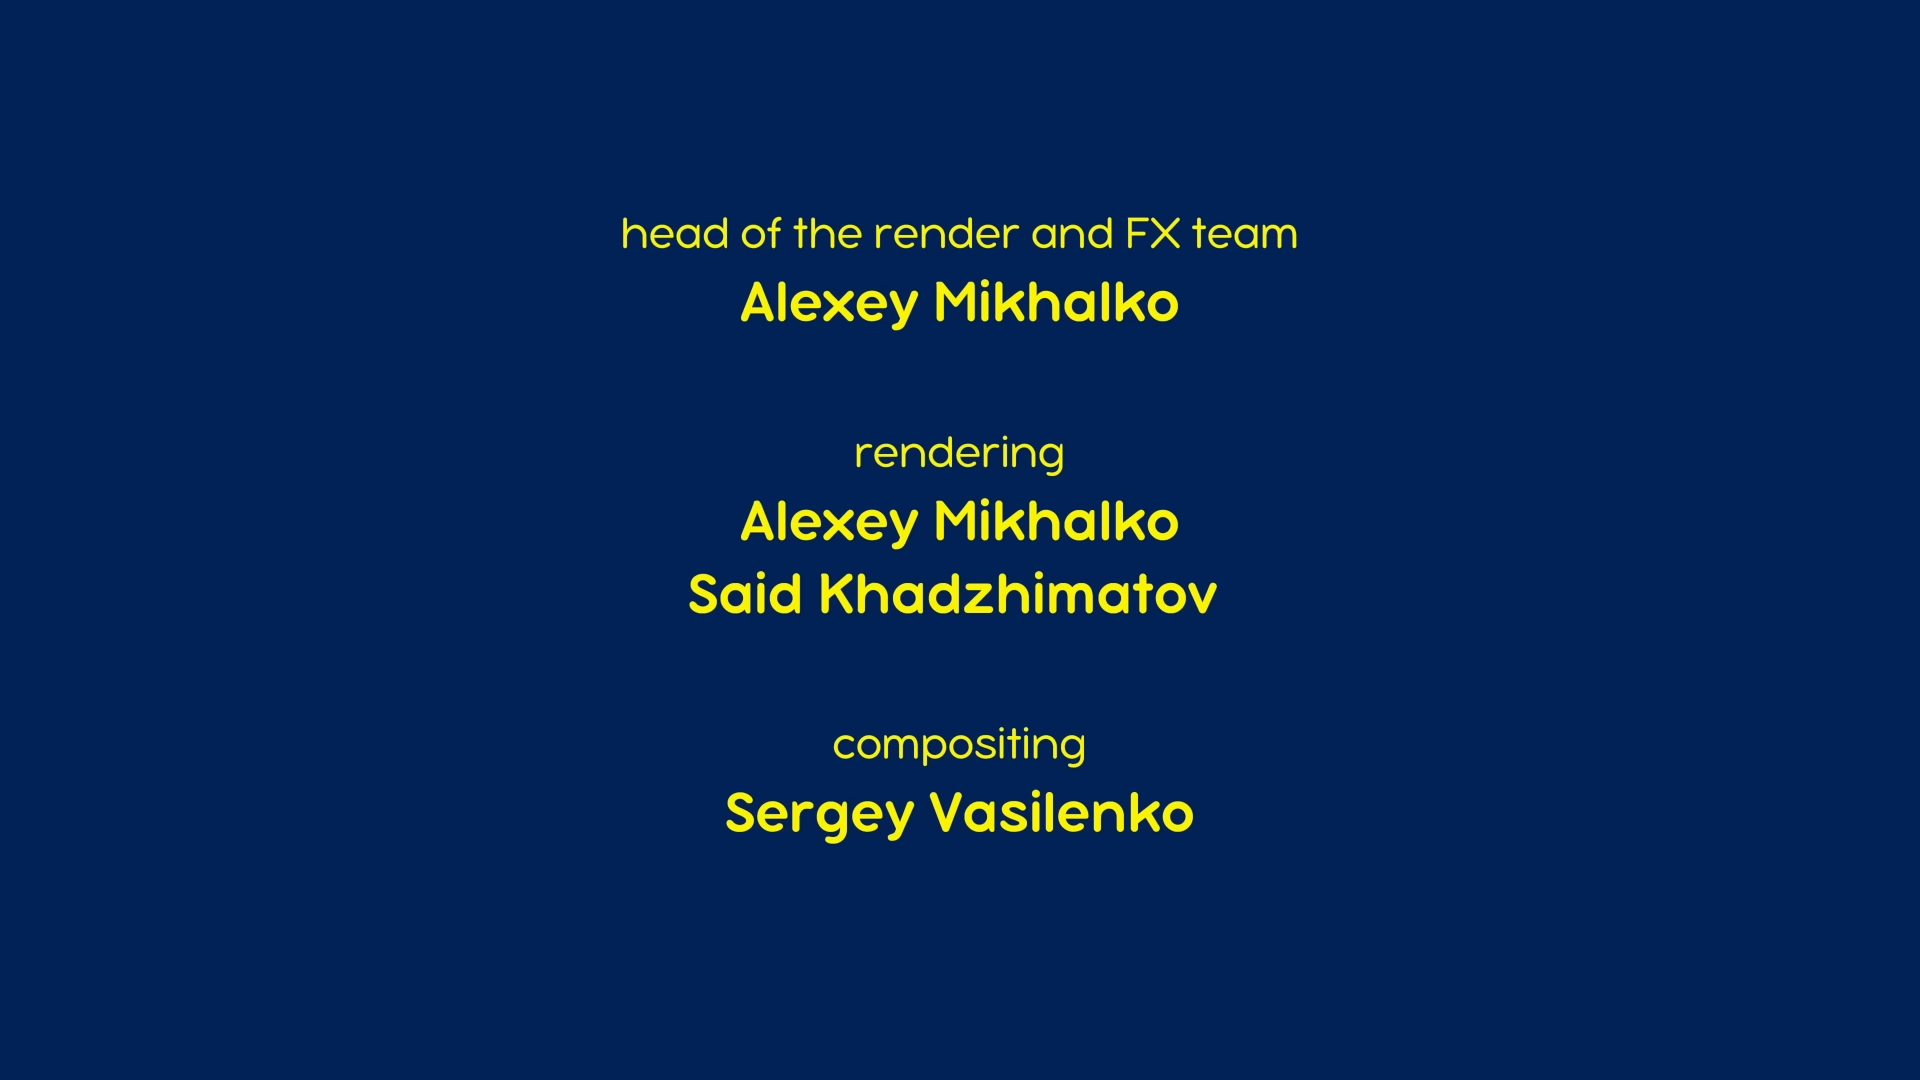 head of the render and FX team
Alexey Mikhalko
rendering
Alexey Mikhalko
Said Khadzhimatov
compositing
Sergey Vasilenko